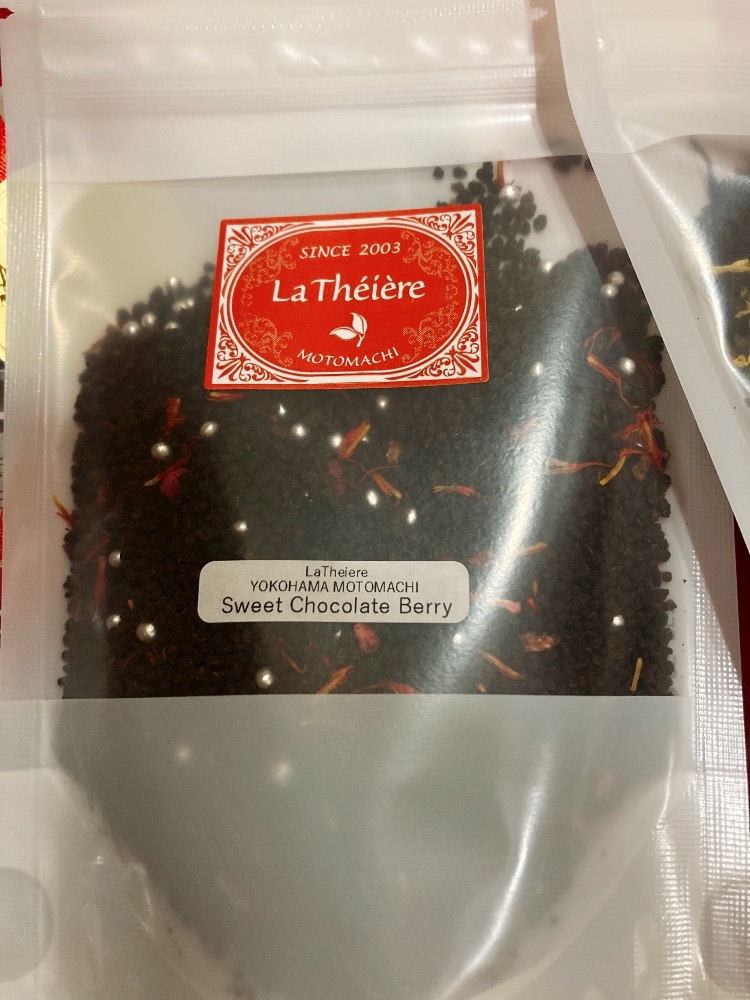 SINCE 2003
La Théière
MOTOMACHI
LaTheiere
YOKOHAMA MOTOMACHI
Sweet Chocolate Berry